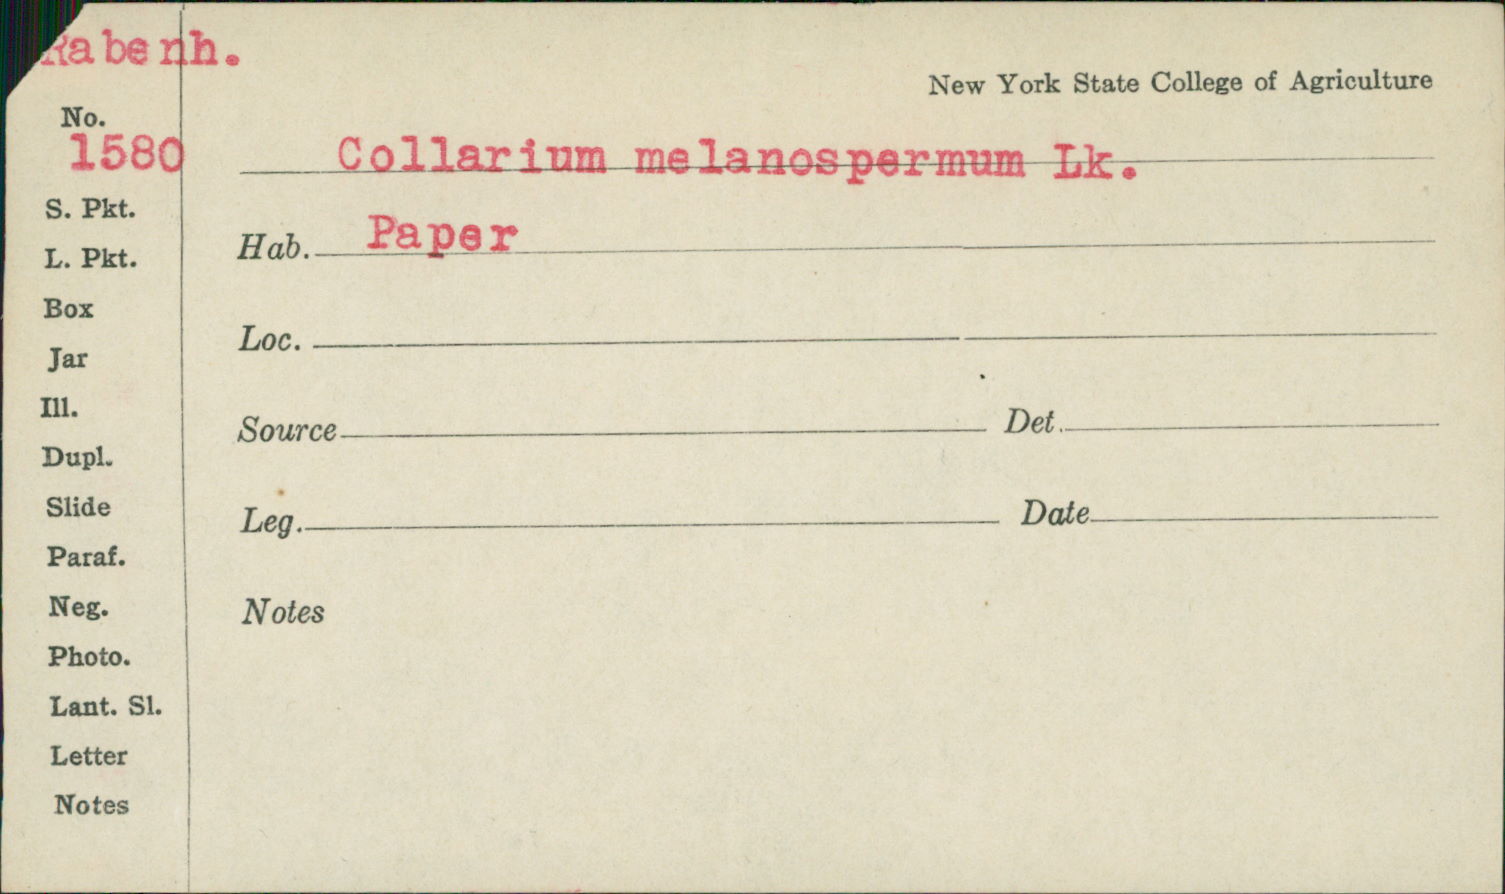 Rabenh.
New York State College of Agriculture
No.
1580
Collarium melanospermum Lk.
S. Pkt.
Hab. Paper
L. Pkt.
Box
Loc.
Jar
Ill.
Source Det.
Dupl.
Slide
Leg. Date
Paraf.
Neg.
Notes
Photo.
Lant. Sl.
Letter
Notes